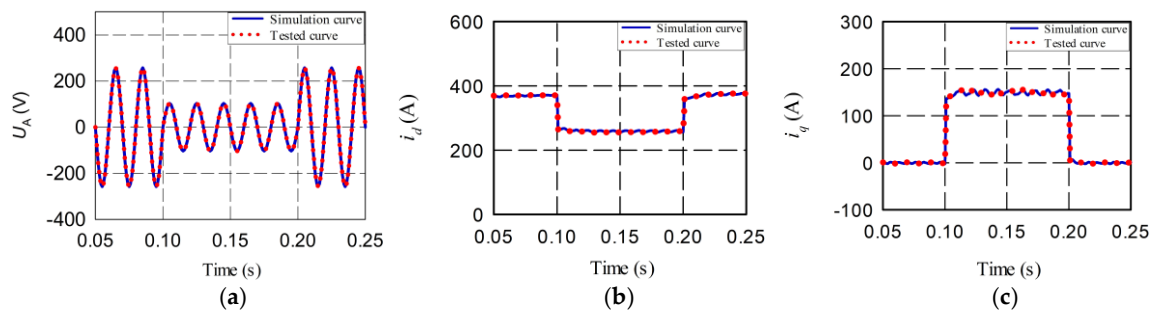 400
200
0
-200
-400
U_A (V)
Simulation curve
Tested curve
0.05 0.10 0.15 0.20 0.25
Time (s)
(a)
600
400
200
0
i_d (A)
Simulation curve
Tested curve
0.05 0.10 0.15 0.20 0.25
Time (s)
(b)
300
200
100
0
-100
i_q (A)
Simulation curve
Tested curve
0.05 0.10 0.15 0.20 0.25
Time (s)
(c)